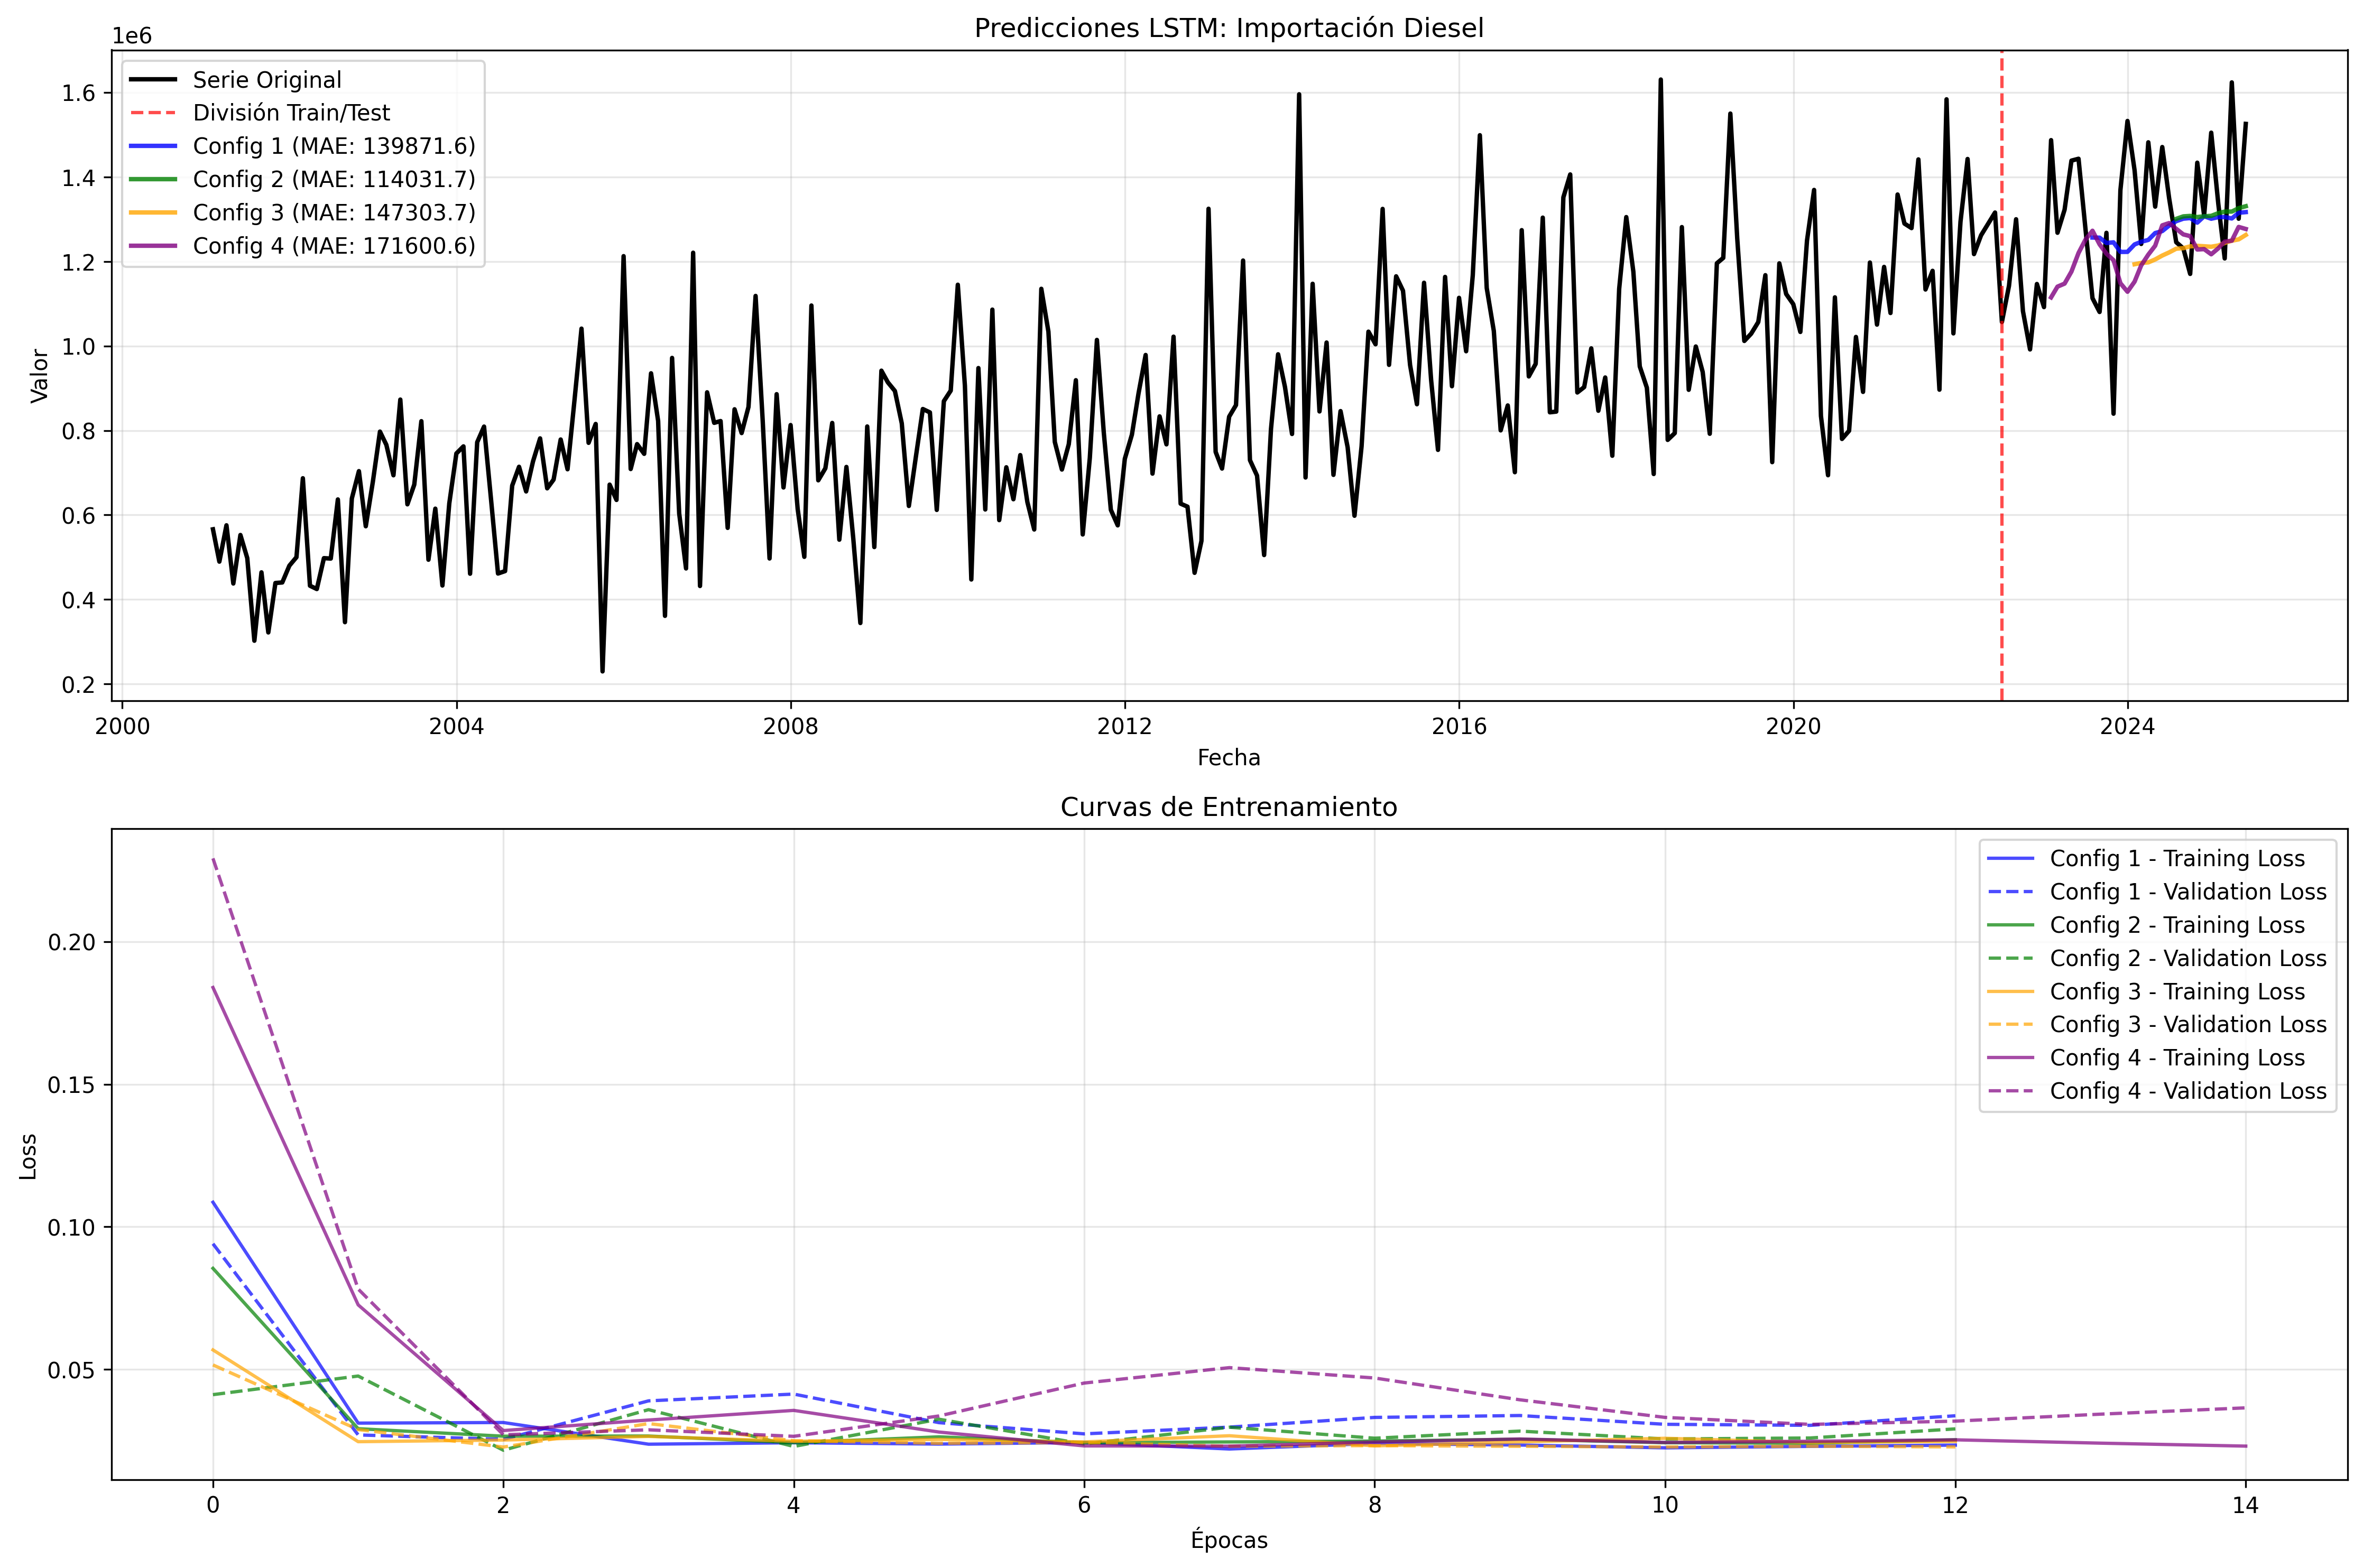 Predicciones LSTM: Importación Diesel
1e6
Serie Original
División Train/Test
Config 1 (MAE: 139871.6)
Config 2 (MAE: 114031.7)
Config 3 (MAE: 147303.7)
Config 4 (MAE: 171600.6)
1.6
1.4
1.2
1.0
0.8
0.6
0.4
0.2
Valor
2000 2004 2008 2012 2016 2020 2024
Fecha
Curvas de Entrenamiento
Config 1 - Training Loss
Config 1 - Validation Loss
Config 2 - Training Loss
Config 2 - Validation Loss
Config 3 - Training Loss
Config 3 - Validation Loss
Config 4 - Training Loss
Config 4 - Validation Loss
0.20
0.15
0.10
0.05
Loss
0 2 4 6 8 10 12 14
Épocas